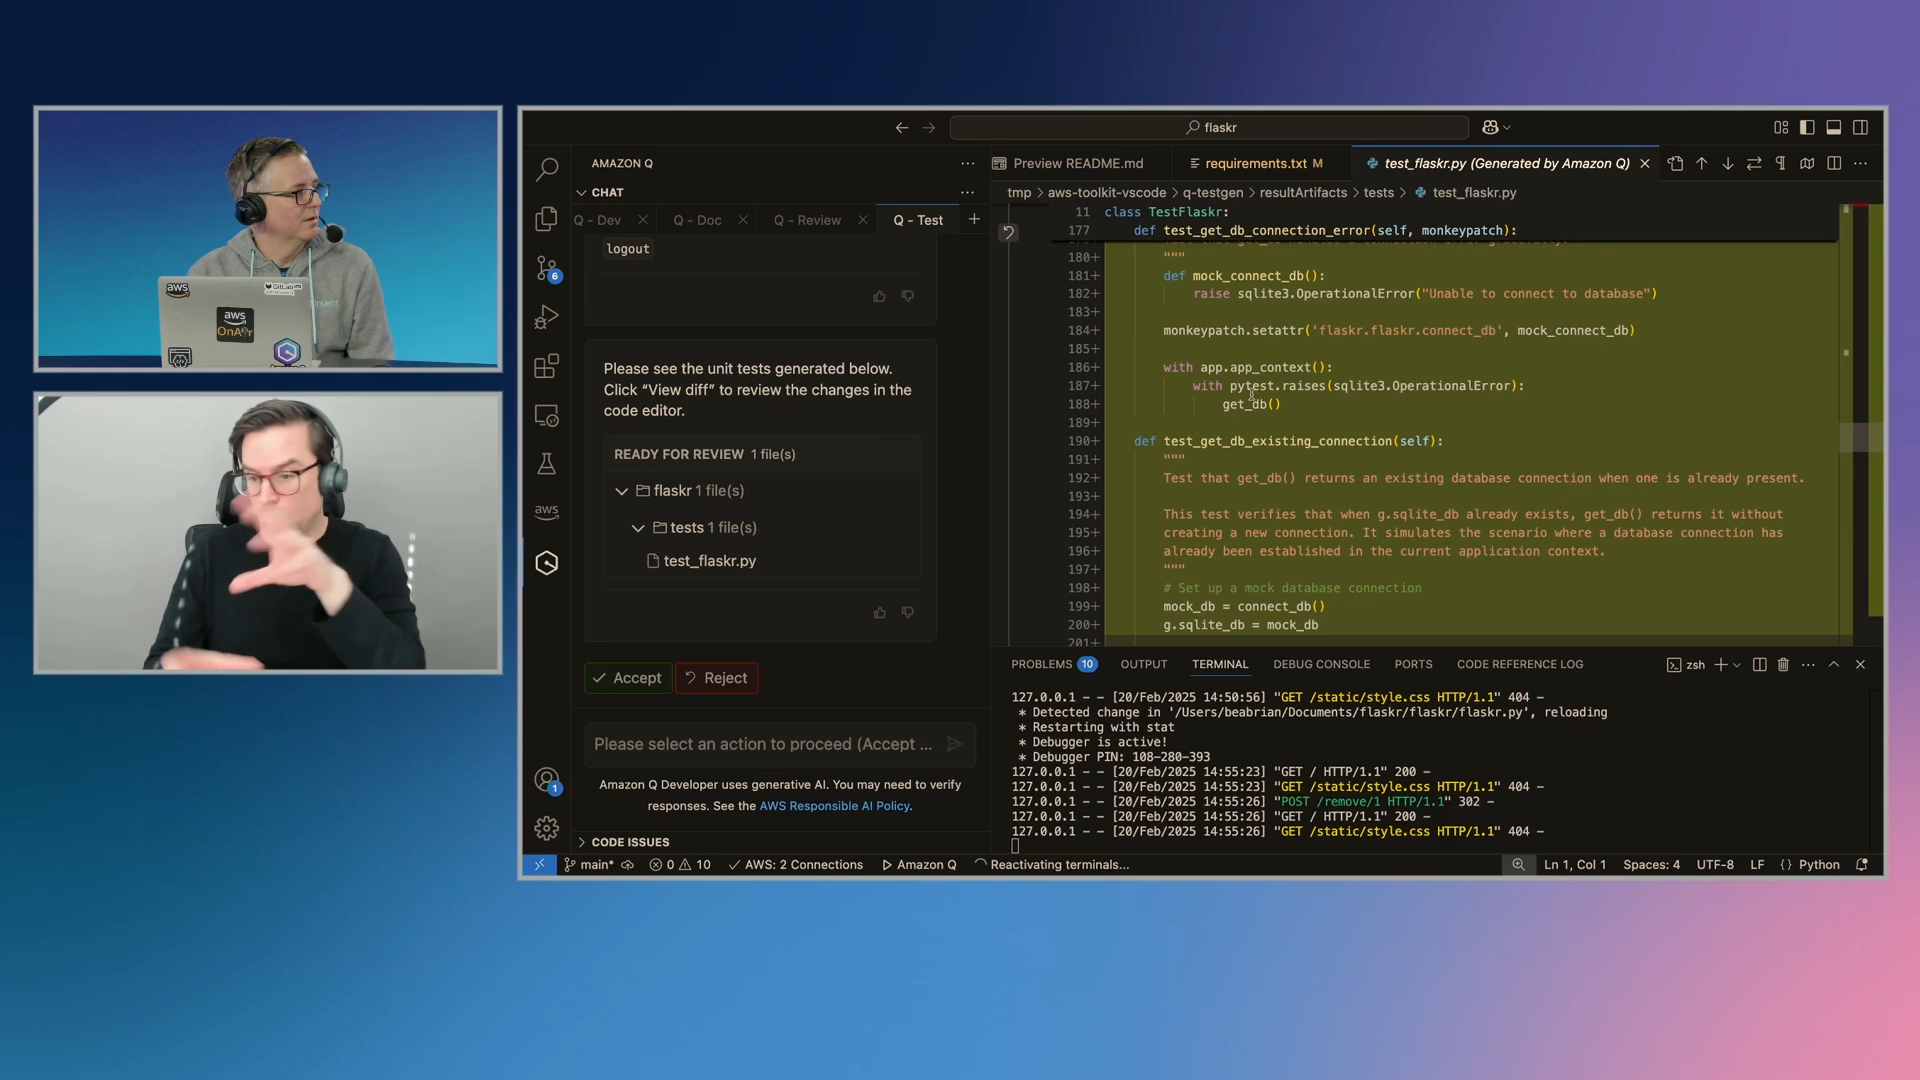 aws
GitLab
aws
OnAir
flaskr
AMAZON Q
CHAT
Q - Dev
Q - Doc
Q - Review
Q - Test
logout
Please see the unit tests generated below.
Click “View diff” to review the changes in the
code editor.
READY FOR REVIEW 1 file(s)
flaskr 1 file(s)
tests 1 file(s)
test_flaskr.py
Accept
Reject
Please select an action to proceed (Accept ...
Amazon Q Developer uses generative AI. You may need to verify
responses. See the AWS Responsible AI Policy.
CODE ISSUES
6
aws
1
Preview README.md
requirements.txt M
test_flaskr.py (Generated by Amazon Q)
tmp > aws-toolkit-vscode > q-testgen > resultArtifacts > tests > test_flaskr.py
11 class TestFlaskr:
177 def test_get_db_connection_error(self, monkeypatch):
180+ """
181+ def mock_connect_db():
182+ raise sqlite3.OperationalError("Unable to connect to database")
183+
184+ monkeypatch.setattr('flaskr.flaskr.connect_db', mock_connect_db)
185+
186+ with app.app_context():
187+ with pytest.raises(sqlite3.OperationalError):
188+ get_db()
189+
190+ def test_get_db_existing_connection(self):
191+ """
192+ Test that get_db() returns an existing database connection when one is already present.
193+
194+ This test verifies that when g.sqlite_db already exists, get_db() returns it without
195+ creating a new connection. It simulates the scenario where a database connection has
196+ already been established in the current application context.
197+ """
198+ # Set up a mock database connection
199+ mock_db = connect_db()
200+ g.sqlite_db = mock_db
201+
PROBLEMS 10 OUTPUT TERMINAL DEBUG CONSOLE PORTS CODE REFERENCE LOG zsh
127.0.0.1 - - [20/Feb/2025 14:50:56] "GET /static/style.css HTTP/1.1" 404 -
* Detected change in '/Users/beabrian/Documents/flaskr/flaskr/flaskr.py', reloading
* Restarting with stat
* Debugger is active!
* Debugger PIN: 108-280-393
127.0.0.1 - - [20/Feb/2025 14:55:23] "GET / HTTP/1.1" 200 -
127.0.0.1 - - [20/Feb/2025 14:55:23] "GET /static/style.css HTTP/1.1" 404 -
127.0.0.1 - - [20/Feb/2025 14:55:26] "POST /remove/1 HTTP/1.1" 302 -
127.0.0.1 - - [20/Feb/2025 14:55:26] "GET / HTTP/1.1" 200 -
127.0.0.1 - - [20/Feb/2025 14:55:26] "GET /static/style.css HTTP/1.1" 404 -
main* 0 10 AWS: 2 Connections Amazon Q Reactivating terminals... Ln 1, Col 1 Spaces: 4 UTF-8 LF {} Python